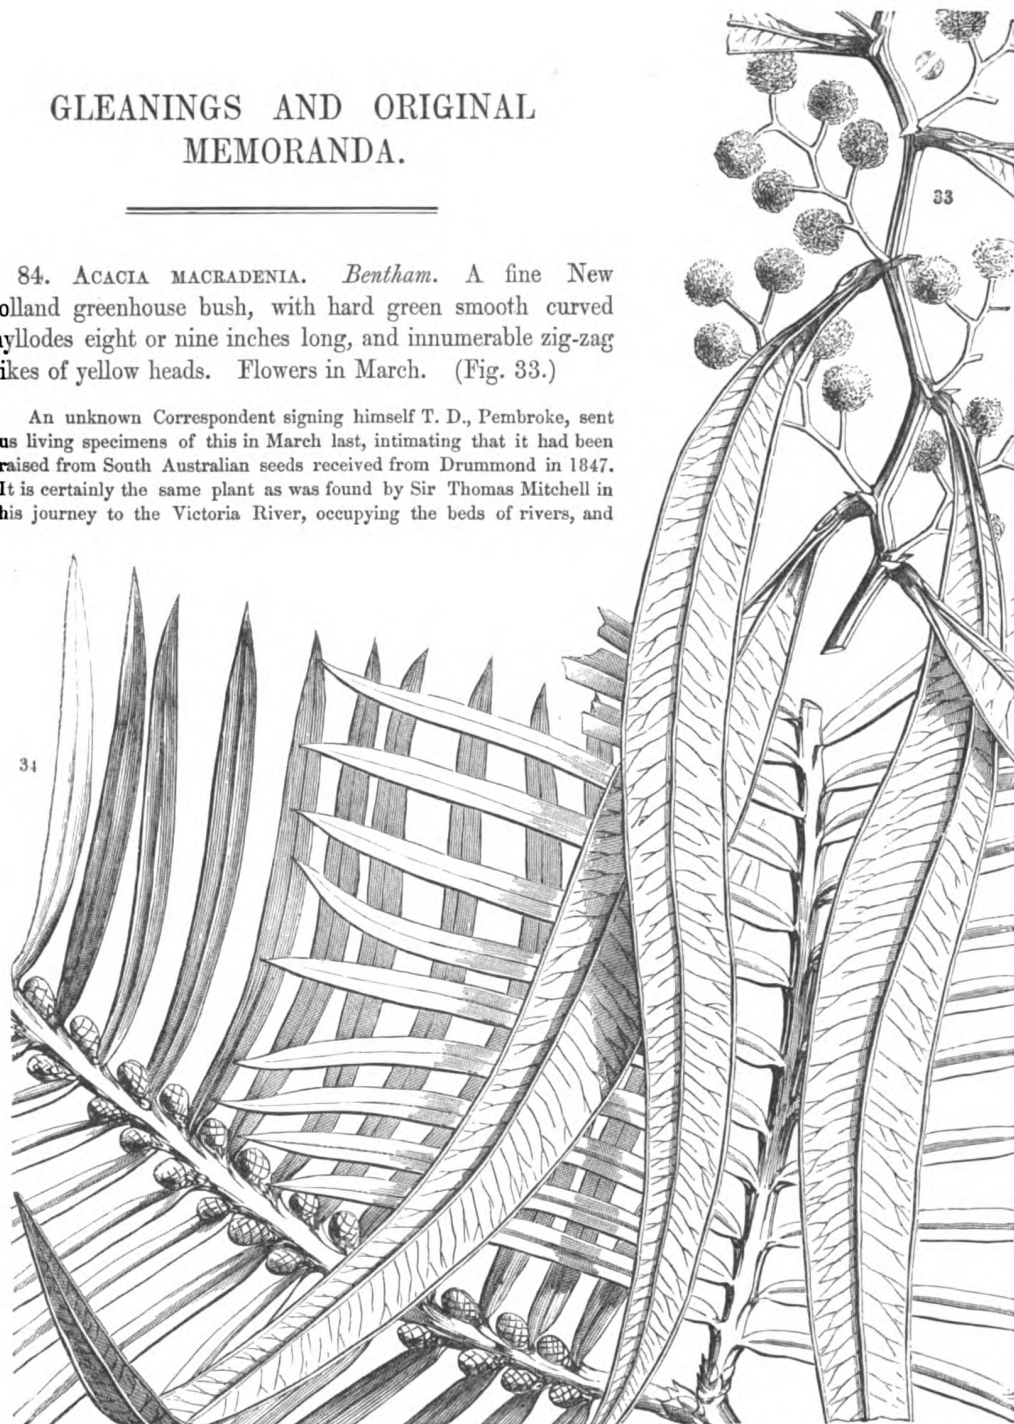 GLEANINGS AND ORIGINAL
MEMORANDA.
33
84. ACACIA MACRADENIA. Bentham. A fine New
olland greenhouse bush, with hard green smooth curved
yllodes eight or nine inches long, and innumerable zig-zag
ikes of yellow heads. Flowers in March. (Fig. 33.)
An unknown Correspondent signing himself T. D., Pembroke, sent
us living specimens of this in March last, intimating that it had been
raised from South Australian seeds received from Drummond in 1847.
It is certainly the same plant as was found by Sir Thomas Mitchell in
his journey to the Victoria River, occupying the beds of rivers, and
34